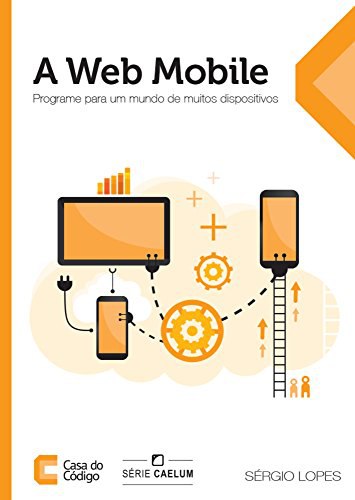 A Web Mobile
Programe para um mundo de muitos dispositivos
Casa do
Código
SÉRIE CAELUM
SÉRGIO LOPES